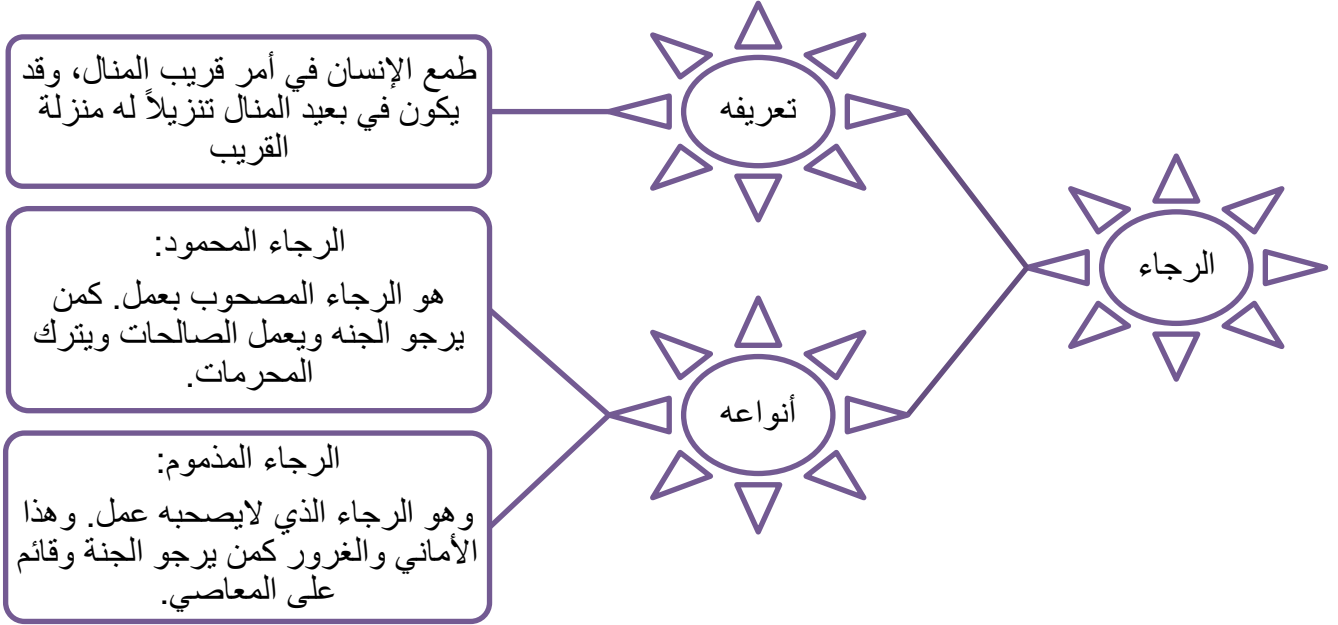 الرجاء
تعريفه
طمع الإنسان في أمر قريب المنال، وقد
يكون في بعيد المنال تنزيلاً له منزلة
القريب
أنواعه
الرجاء المحمود:
هو الرجاء المصحوب بعمل. كمن
يرجو الجنه ويعمل الصالحات ويترك
المحرمات.
الرجاء المذموم:
وهو الرجاء الذي لايصحبه عمل. وهذا
الأماني والغرور كمن يرجو الجنة وقائم
على المعاصي.